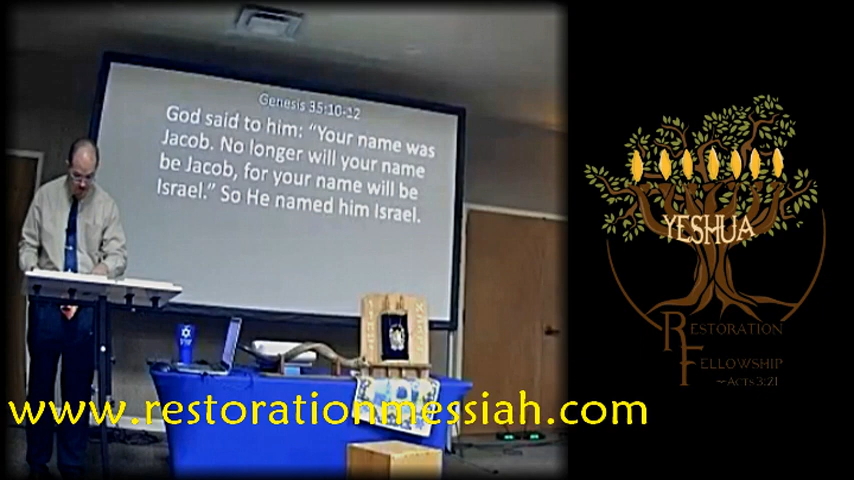 Genesis 35:10-12
God said to him: “Your name was
Jacob. No longer will your name
be Jacob, for your name will be
Israel.” So He named him Israel.
YESHUA
RESTORATION
FELLOWSHIP
~ACTS 3:21
www.restorationmessiah.com